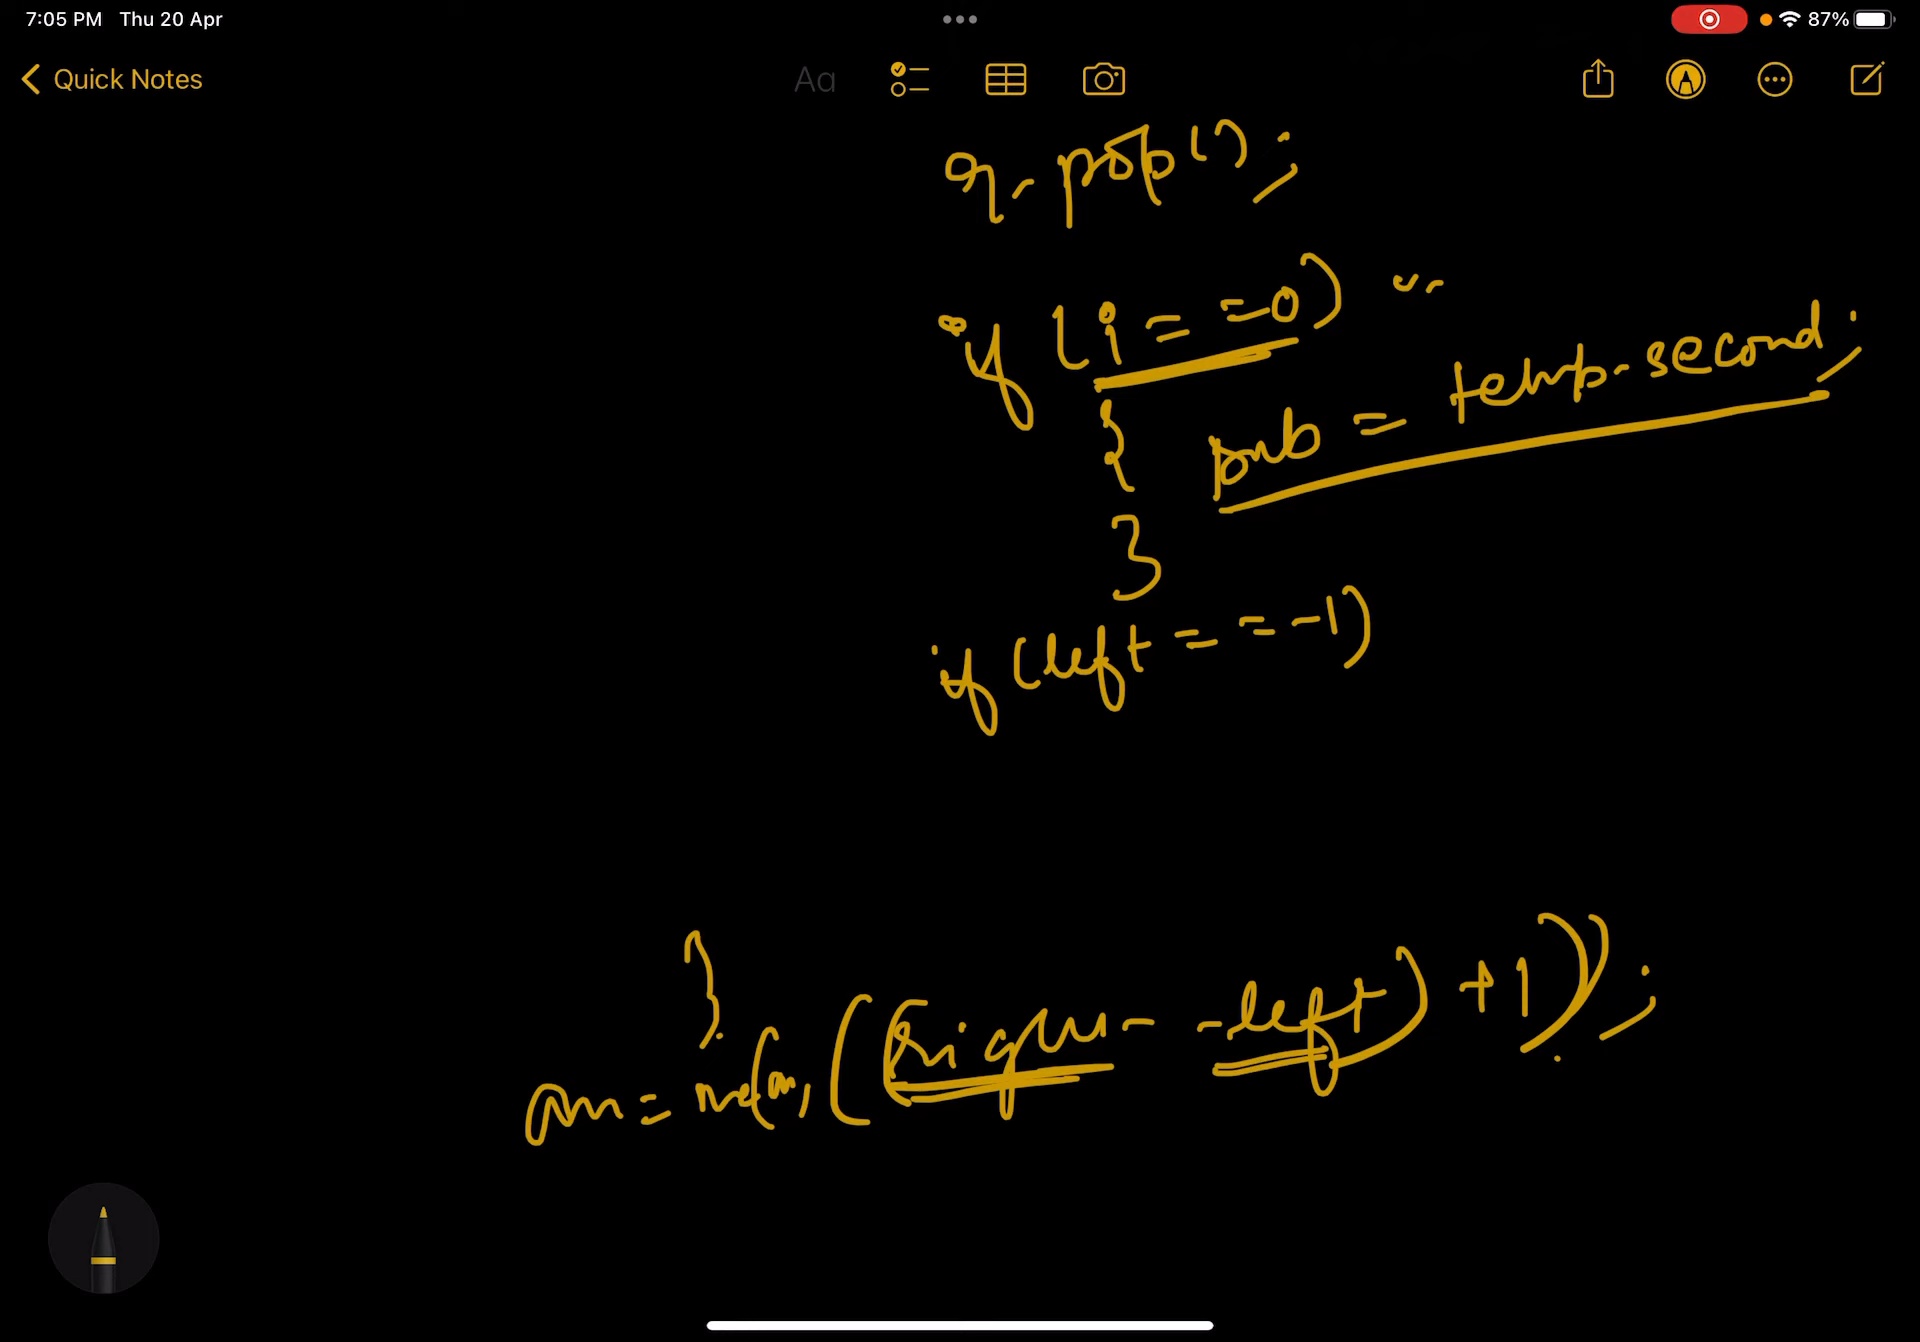 7:05 PM Thu 20 Apr
87%
Quick Notes
Aa
q.pop();
if (i==0)
{ sub = temp.second;
}
if (left == -1)
}
ans = max(ans, ((right - left) + 1));